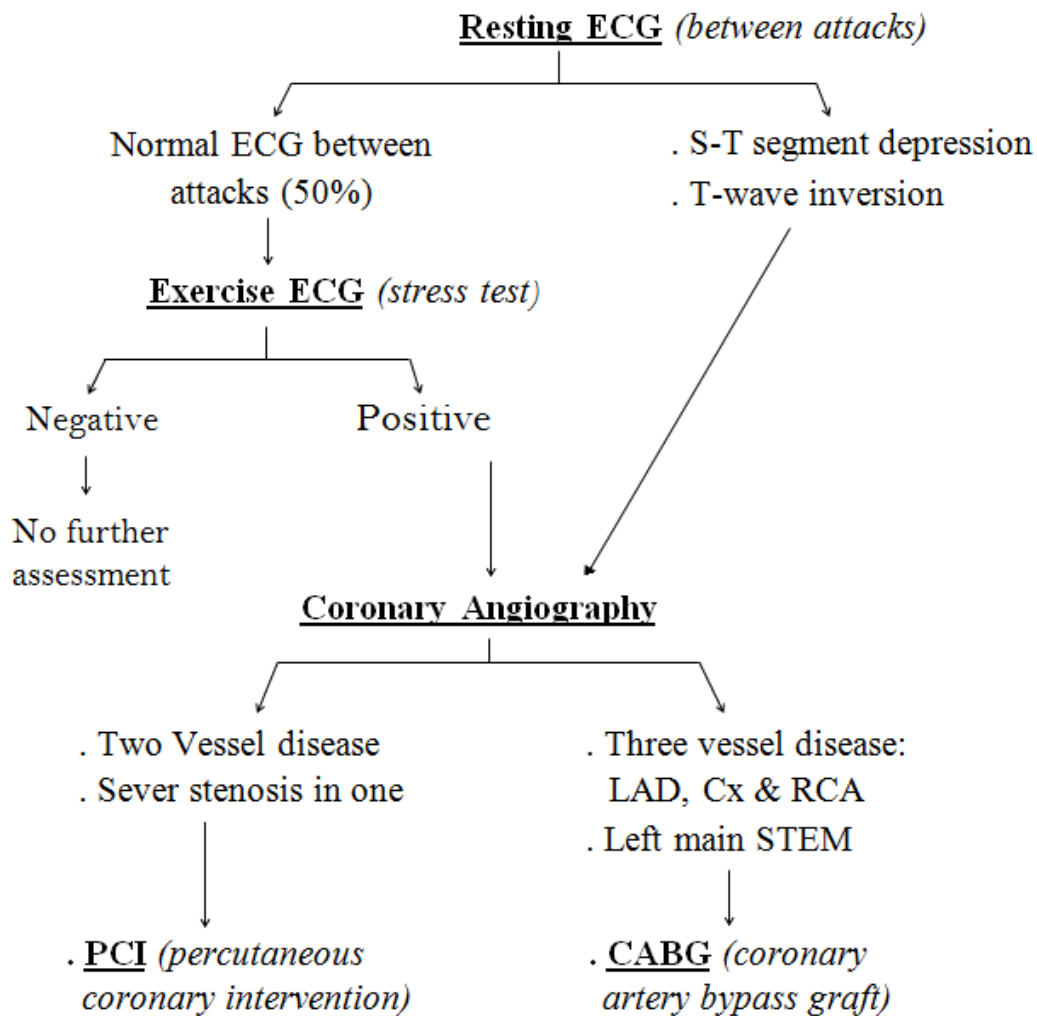 Resting ECG (between attacks)
Normal ECG between
attacks (50%)
. S-T segment depression
. T-wave inversion
Exercise ECG (stress test)
Negative
Positive
No further
assessment
Coronary Angiography
. Two Vessel disease
. Sever stenosis in one
. Three vessel disease:
LAD, Cx & RCA
. Left main STEM
. PCI (percutaneous
coronary intervention)
. CABG (coronary
artery bypass graft)